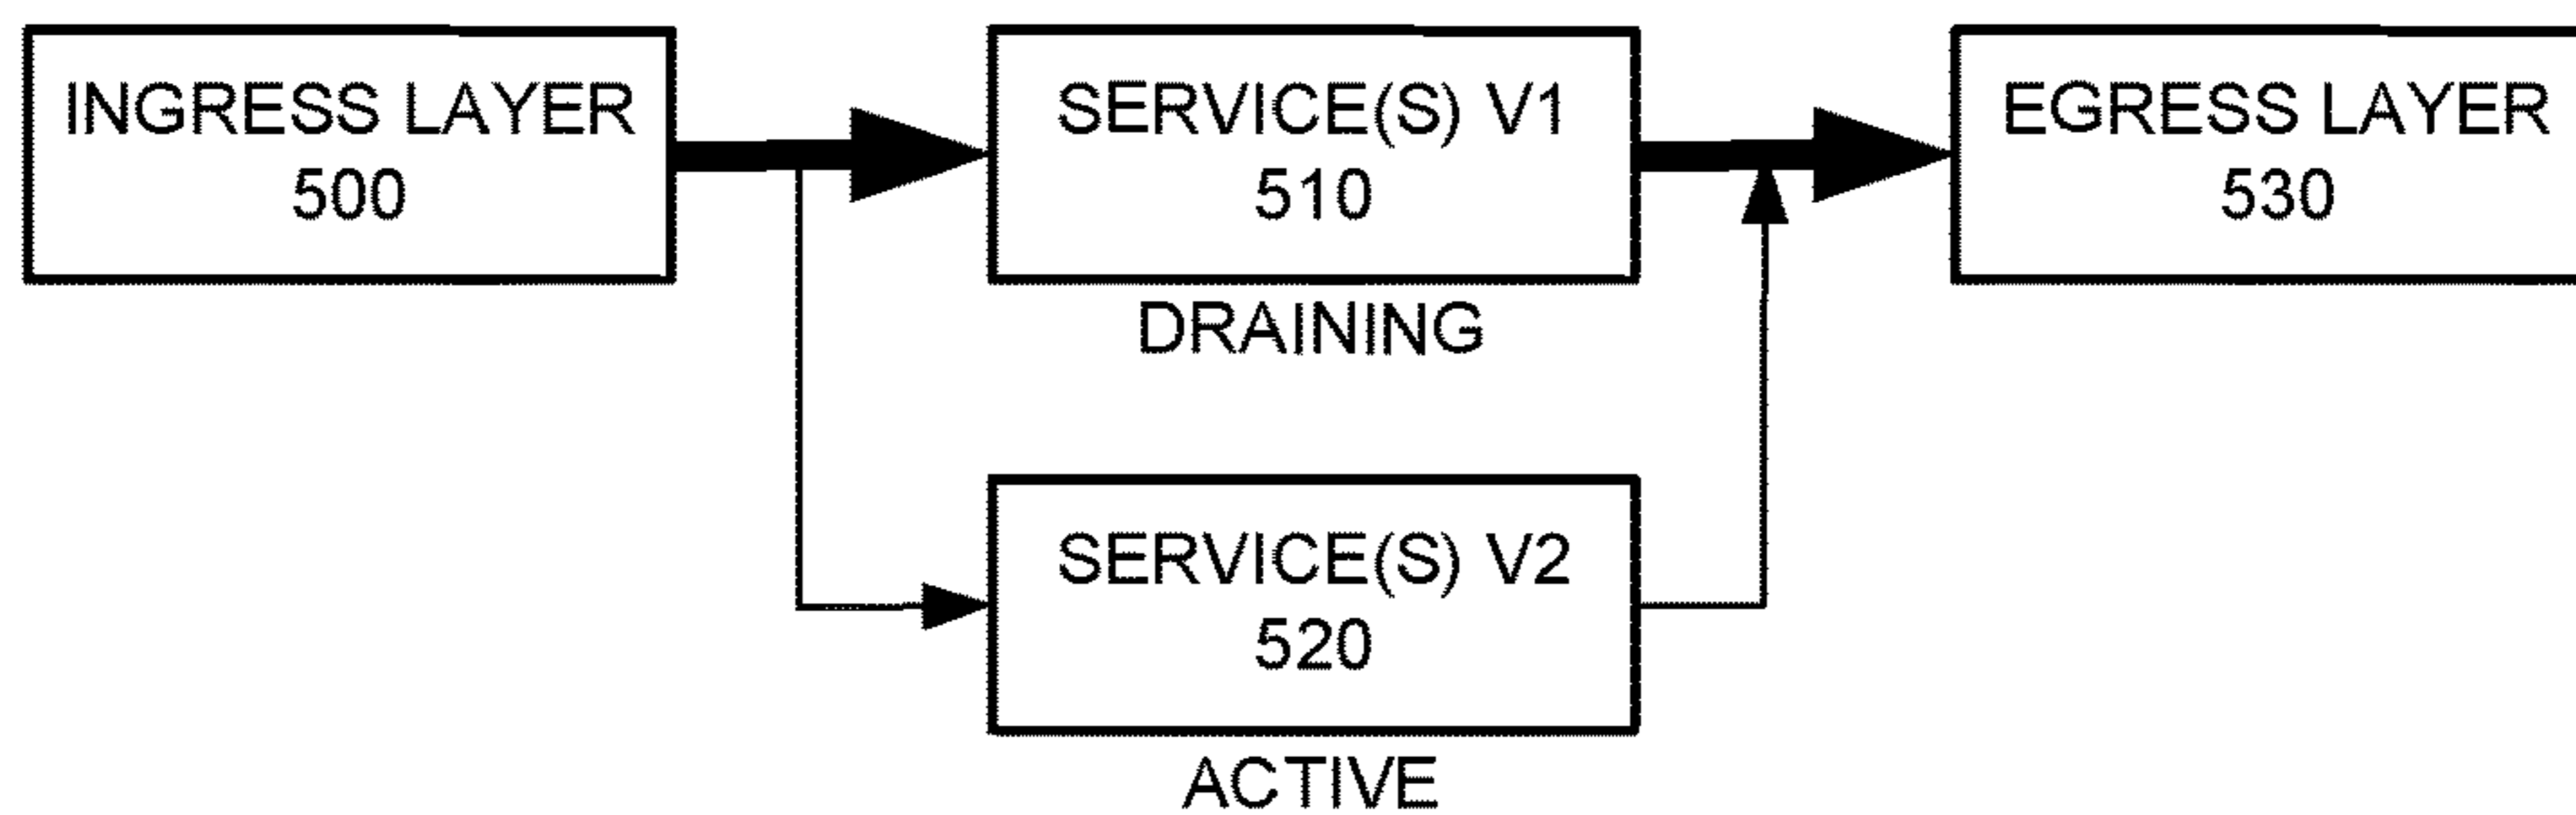 INGRESS LAYER
500
SERVICE(S) V1
510
DRAINING
EGRESS LAYER
530
SERVICE(S) V2
520
ACTIVE